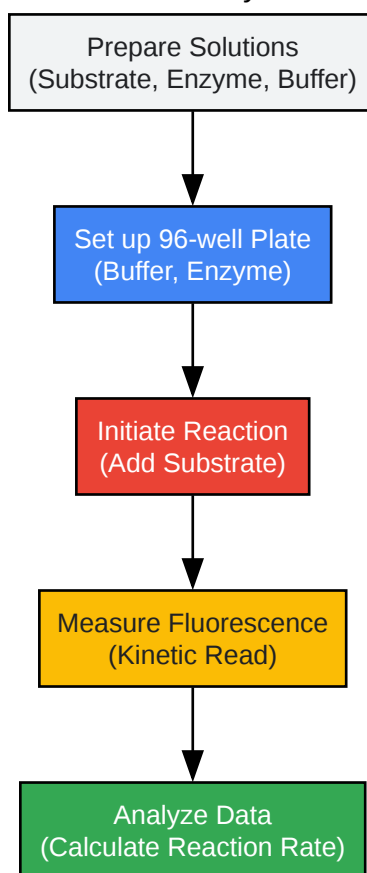 Prepare Solutions
(Substrate, Enzyme, Buffer)
Set up 96-well Plate
(Buffer, Enzyme)
Initiate Reaction
(Add Substrate)
Measure Fluorescence
(Kinetic Read)
Analyze Data
(Calculate Reaction Rate)